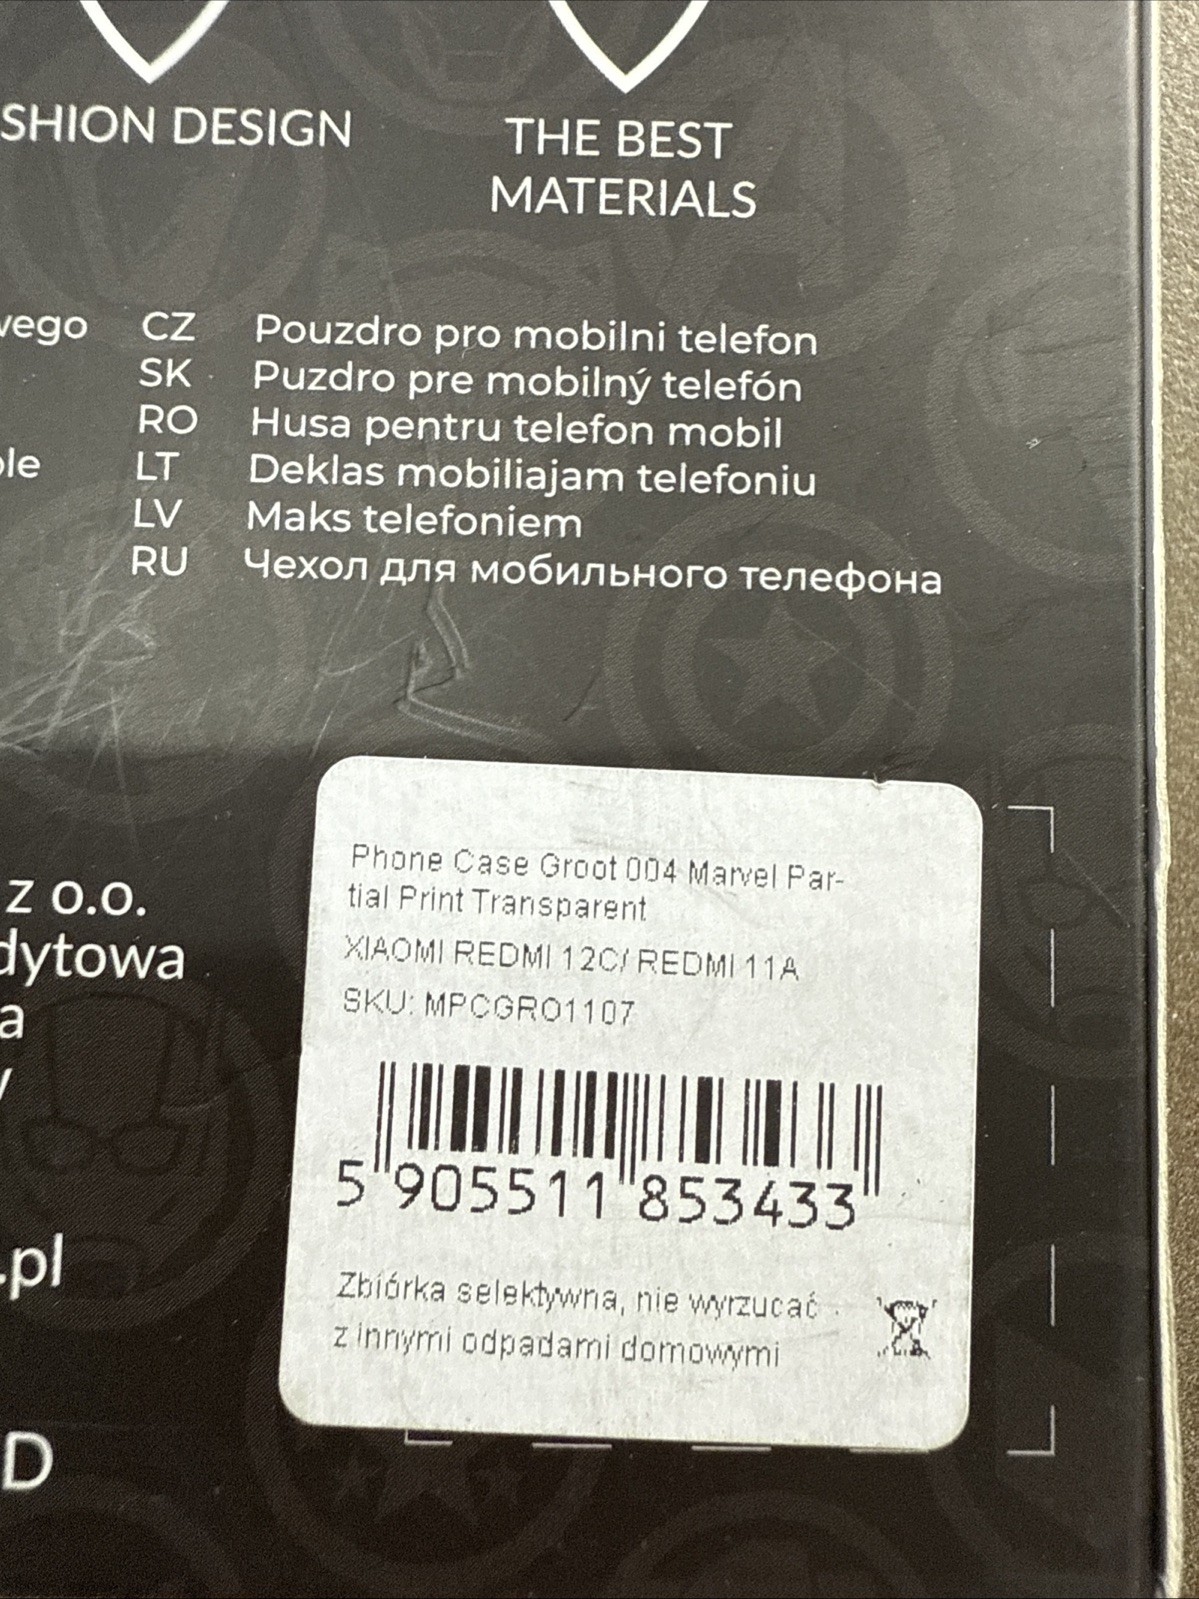 SHION DESIGN
THE BEST
MATERIALS
wego
CZ Pouzdro pro mobilni telefon
SK Puzdro pre mobilný telefón
RO Husa pentru telefon mobil
le
LT Deklas mobiliajam telefoniu
LV Maks telefoniem
RU Чехол для мобильного телефона
z o.o.
dytowa
a
y
.pl
D
Phone Case Groot 004 Marvel Par-
tial Print Transparent
XIAOMI REDMI 12C/ REDMI 11A
SKU: MPCGRO1107
5 905511 853433
Zbiórka selektywna, nie wyrzucać
z innymi odpadami domowymi